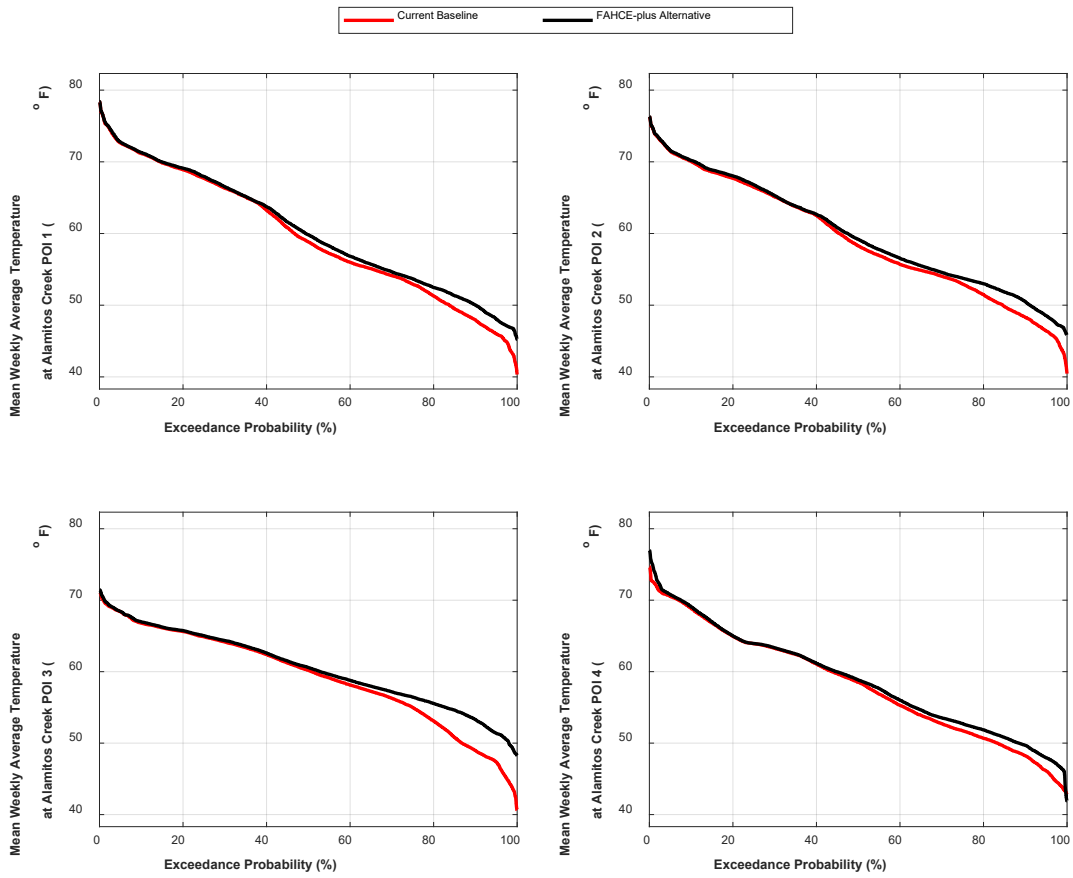 Current Baseline
FAHCE-plus Alternative
Mean Weekly Average Temperature
at Alamitos Creek POI 1 (
o F)
80
70
60
50
40
0 20 40 60 80 100
Exceedance Probability (%)
Mean Weekly Average Temperature
at Alamitos Creek POI 2 (
o F)
80
70
60
50
40
0 20 40 60 80 100
Exceedance Probability (%)
Mean Weekly Average Temperature
at Alamitos Creek POI 3 (
o F)
80
70
60
50
40
0 20 40 60 80 100
Exceedance Probability (%)
Mean Weekly Average Temperature
at Alamitos Creek POI 4 (
o F)
80
70
60
50
40
0 20 40 60 80 100
Exceedance Probability (%)